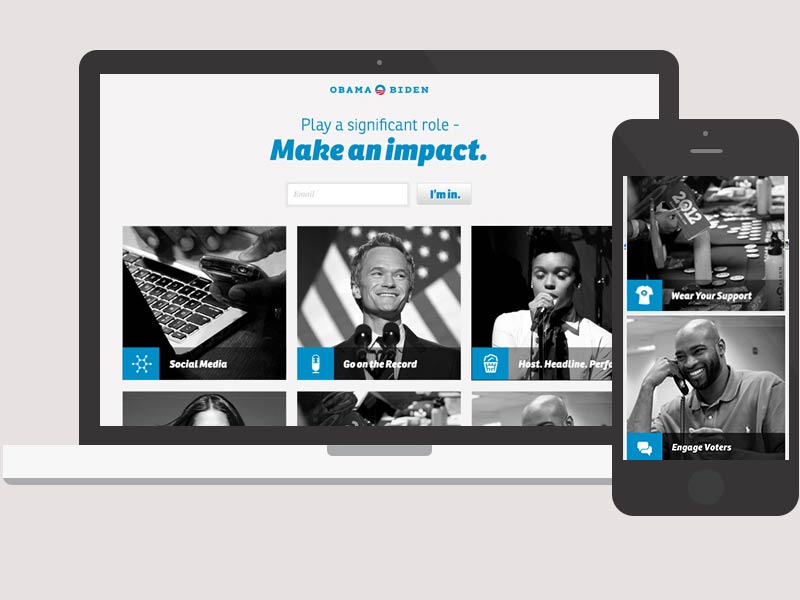 OBAMA BIDEN
Play a significant role -
Make an impact.
Email
I'm in.
Social Media
Go on the Record
Host. Headline. Perfo
2012
Wear Your Support
Engage Voters